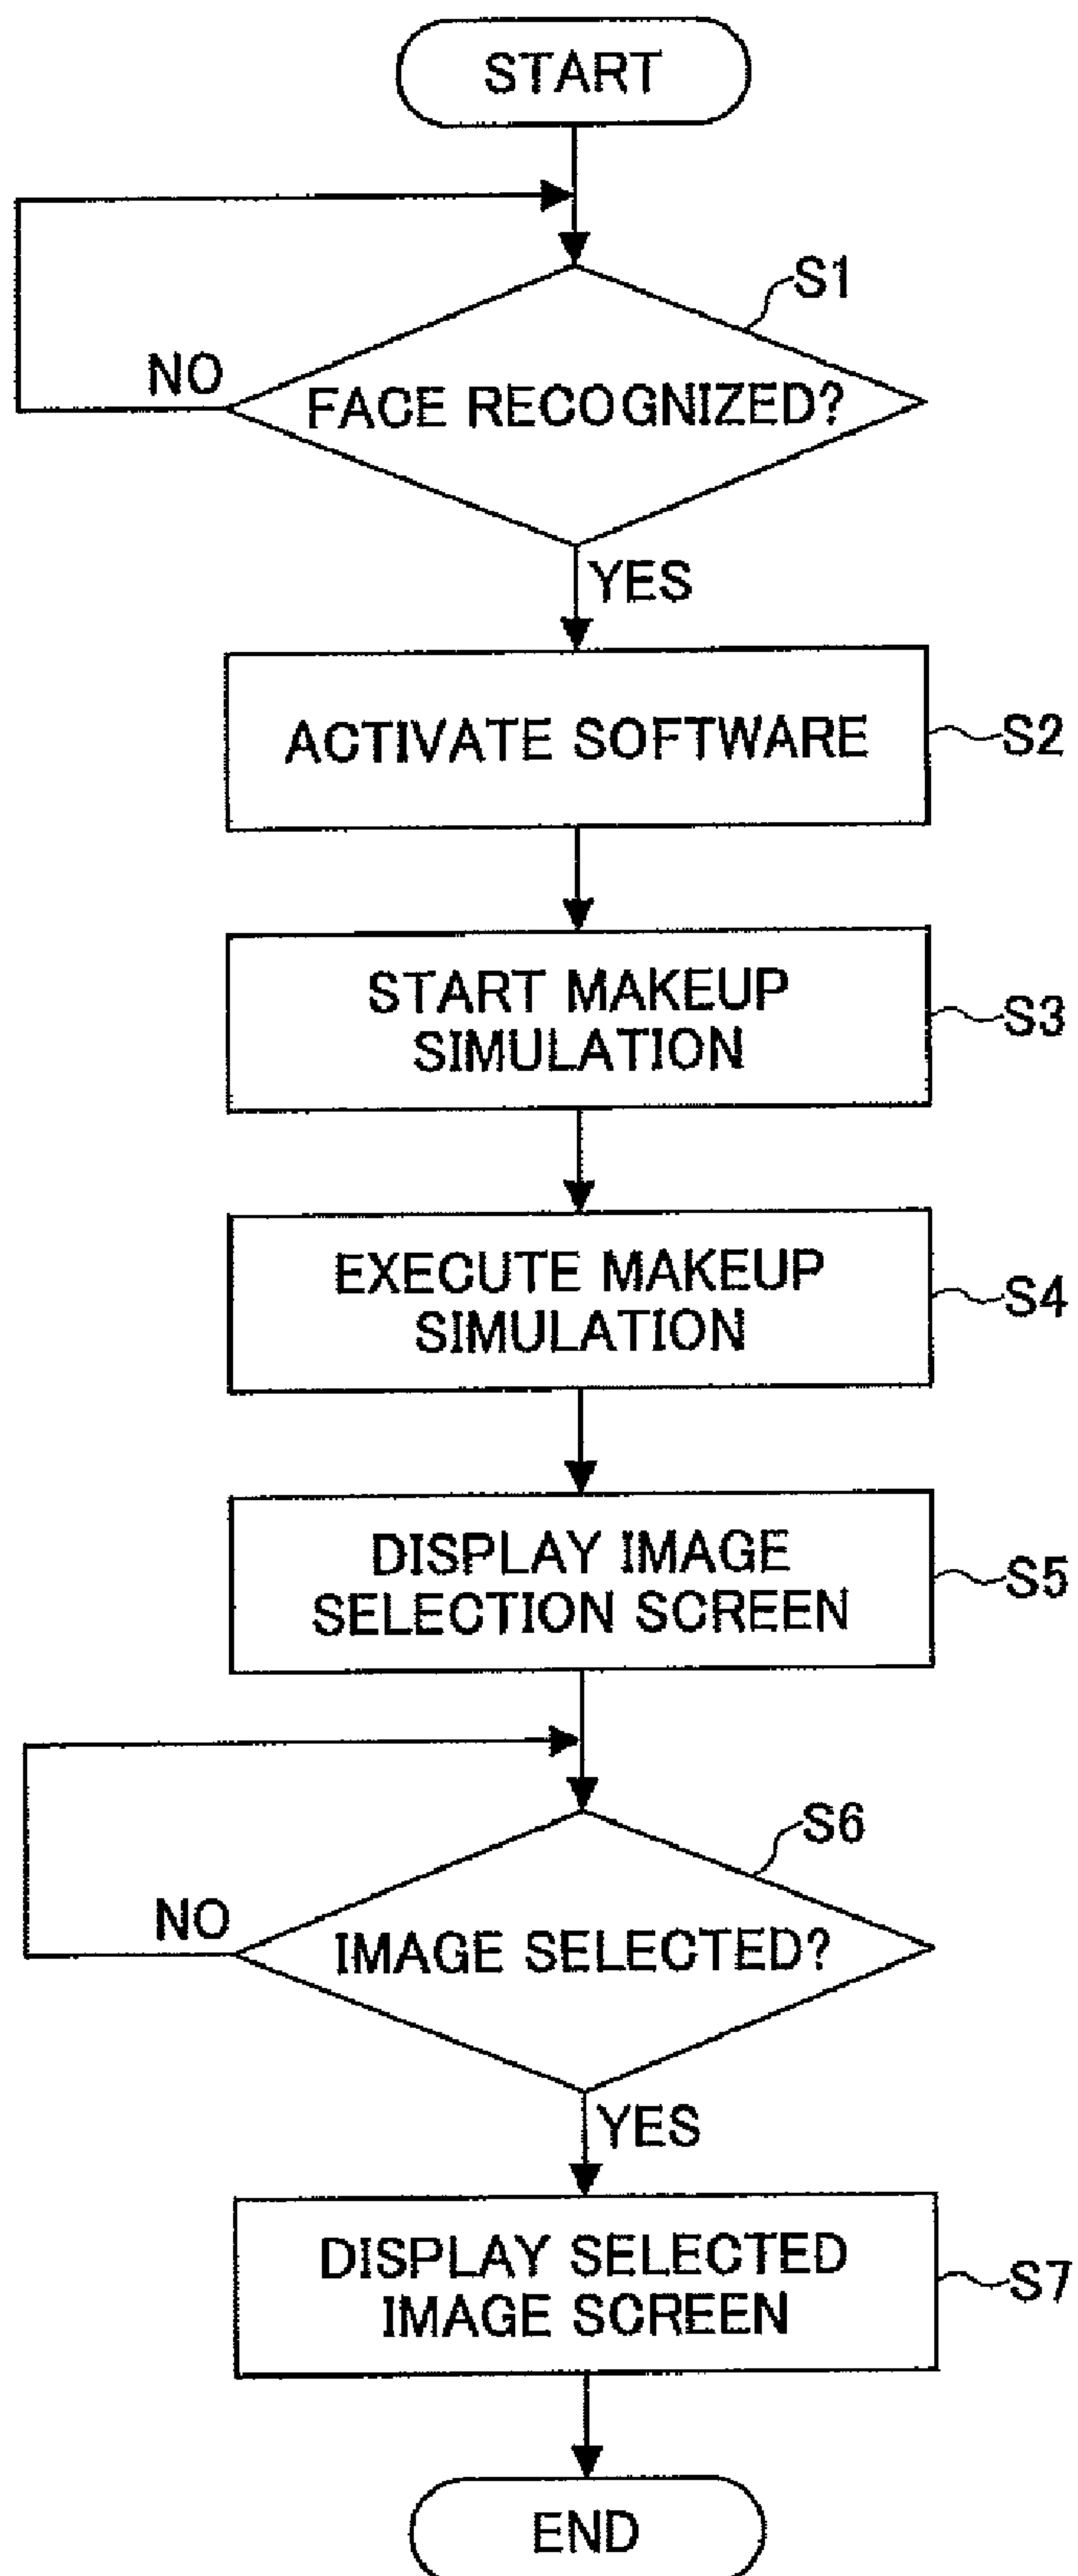 START
S1
NO
FACE RECOGNIZED?
YES
ACTIVATE SOFTWARE
S2
START MAKEUP
SIMULATION
S3
EXECUTE MAKEUP
SIMULATION
S4
DISPLAY IMAGE
SELECTION SCREEN
S5
S6
NO
IMAGE SELECTED?
YES
DISPLAY SELECTED
IMAGE SCREEN
S7
END